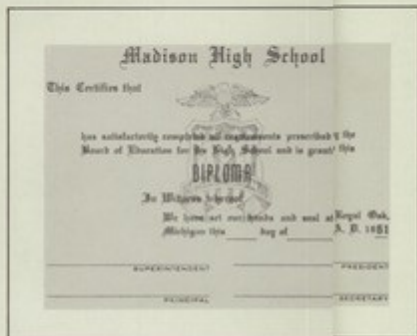 Madison High School
This Certifies that
has satisfactorily completed all requirements prescribed by the
Board of Education for the High School and is granted this
DIPLOMA
In Witness whereof
We have set our hands and seal at Royal Oak,
Michigan this day of A. D. 19
SUPERINTENDENT PRESIDENT
PRINCIPAL SECRETARY